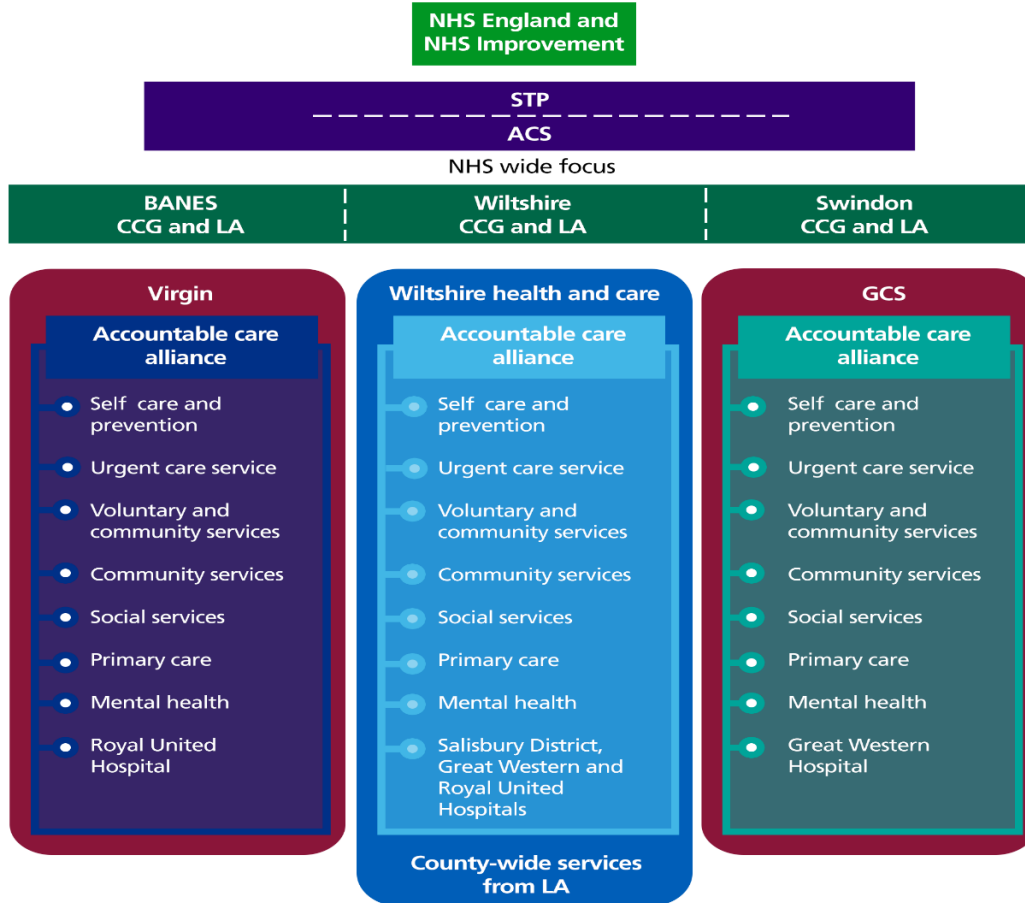 NHS England and
NHS Improvement
STP
ACS
NHS wide focus
BANES
CCG and LA
Wiltshire
CCG and LA
Swindon
CCG and LA
Virgin
Accountable care
alliance
Self care and
prevention
Urgent care service
Voluntary and
community services
Community services
Social services
Primary care
Mental health
Royal United
Hospital
Wiltshire health and care
Accountable care
alliance
Self care and
prevention
Urgent care service
Voluntary and
community services
Community services
Social services
Primary care
Mental health
Salisbury District,
Great Western and
Royal United
Hospitals
County-wide services
from LA
GCS
Accountable care
alliance
Self care and
prevention
Urgent care service
Voluntary and
community services
Community services
Social services
Primary care
Mental health
Great Western
Hospital